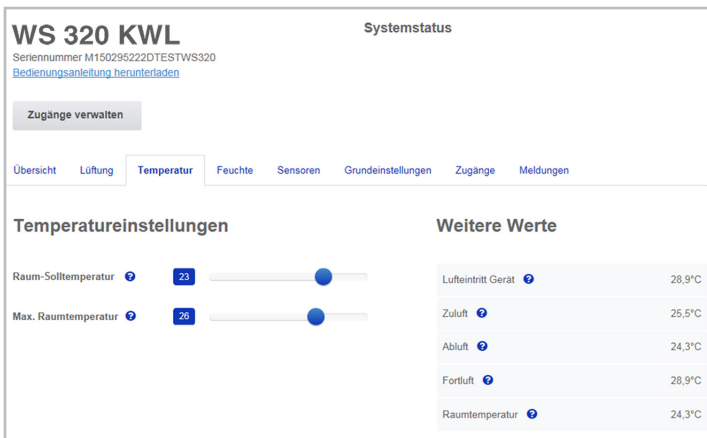 WS 320 KWL
Systemstatus
Seriennummer M150295222DTESTWS320
Bedienungsanleitung herunterladen
Zugänge verwalten
Übersicht Lüftung Temperatur Feuchte Sensoren Grundeinstellungen Zugänge Meldungen
Temperatureinstellungen
Raum-Solltemperatur ? 23
Max. Raumtemperatur ? 26
Weitere Werte
Lufteintritt Gerät ? 28,9°C
Zuluft ? 25,5°C
Abluft ? 24,3°C
Fortluft ? 28,9°C
Raumtemperatur ? 24,3°C